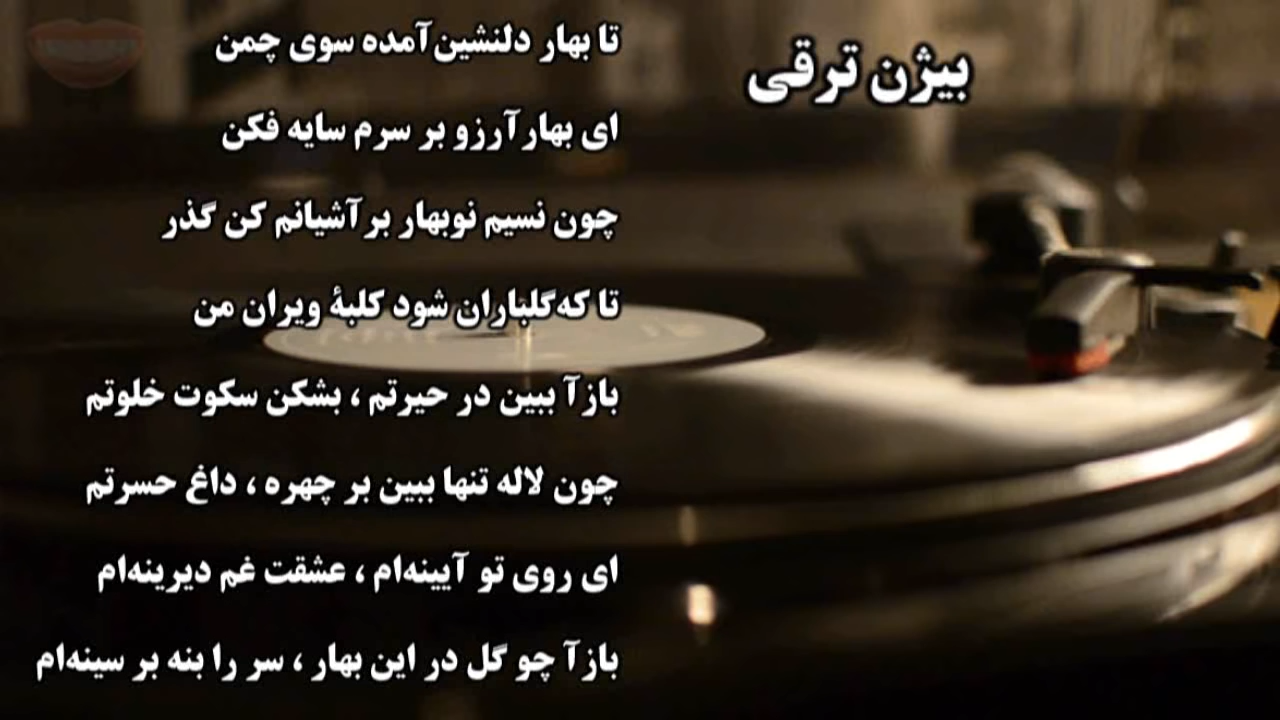 بیژن ترقی
تا بهار دلنشین آمده سوی چمن
ای بهار آرزو بر سرم سایه فکن
چون نسیم نوبهار بر آشیانم کن گذر
تا که گلباران شود کلبهٔ ویران من
بازآ ببین در حیرتم ، بشکن سکوت خلوتم
چون لاله تنها ببین بر چهره ، داغ حسرتم
ای روی تو آیینه‌ام ، عشقت غم دیرینه‌ام
بازآ چو گل در این بهار ، سر را بنه بر سینه‌ام